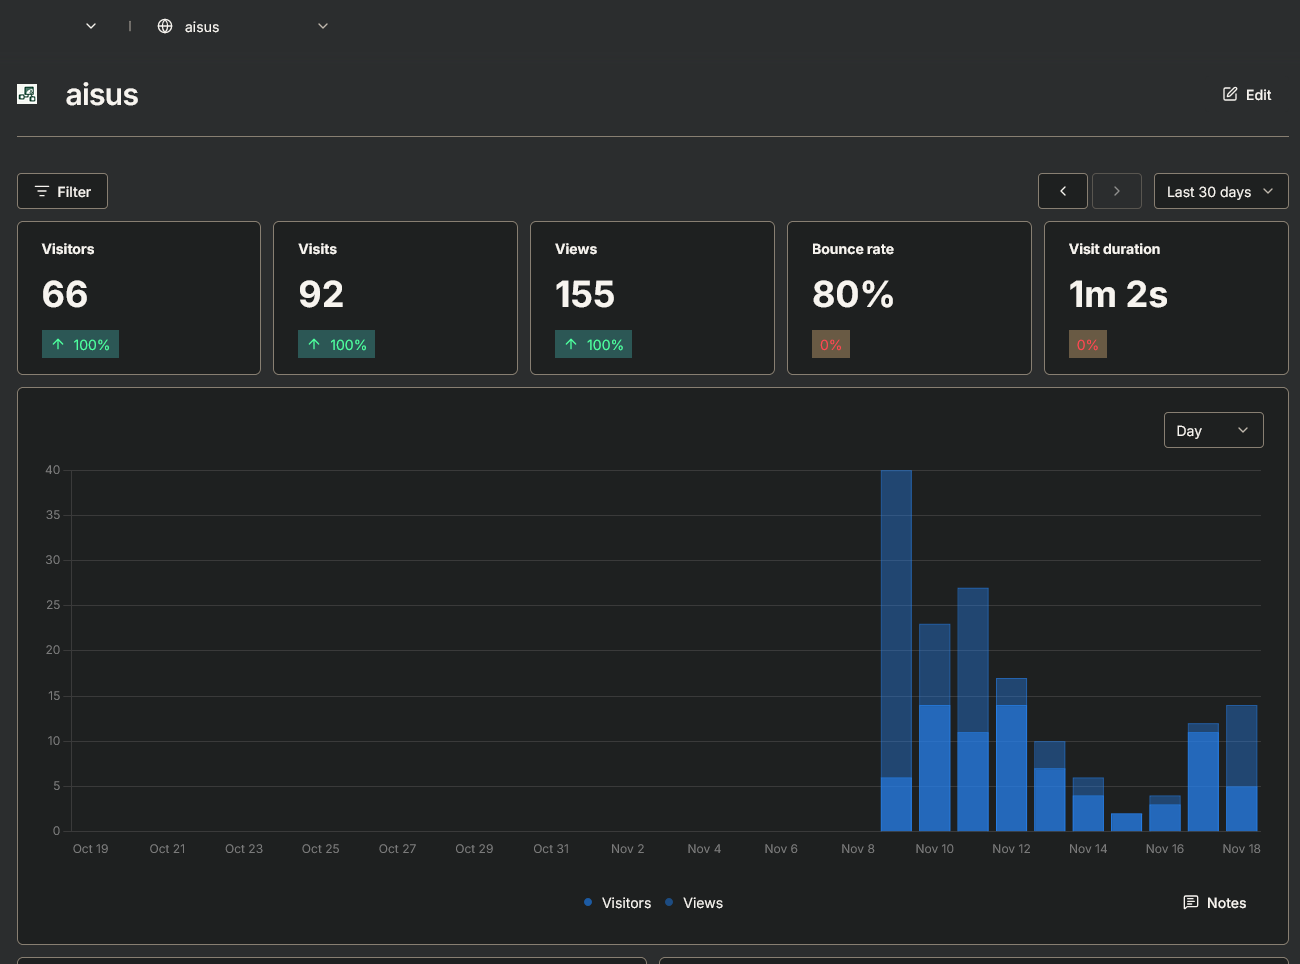 aisus
aisus
Edit
Filter
Last 30 days
Visitors
66
100%
Visits
92
100%
Views
155
100%
Bounce rate
80%
0%
Visit duration
1m 2s
0%
Day
40
35
30
25
20
15
10
5
0
Oct 19 Oct 21 Oct 23 Oct 25 Oct 27 Oct 29 Oct 31 Nov 2 Nov 4 Nov 6 Nov 8 Nov 10 Nov 12 Nov 14 Nov 16 Nov 18
Visitors Views
Notes